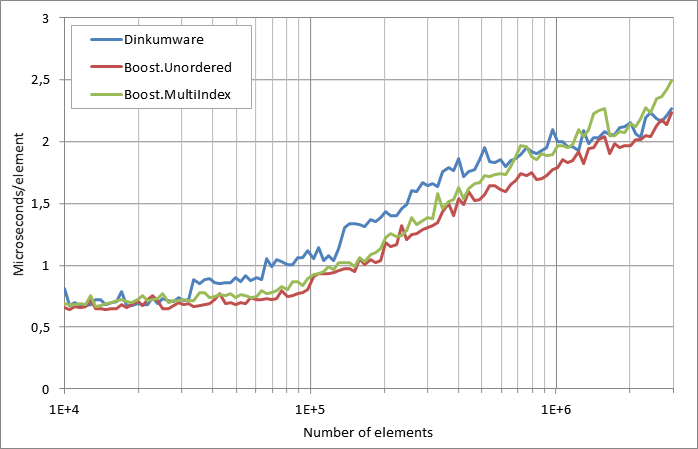 3
2,5
2
1,5
1
0,5
0
Microseconds/element
Dinkumware
Boost.Unordered
Boost.MultiIndex
1E+4
1E+5
1E+6
Number of elements